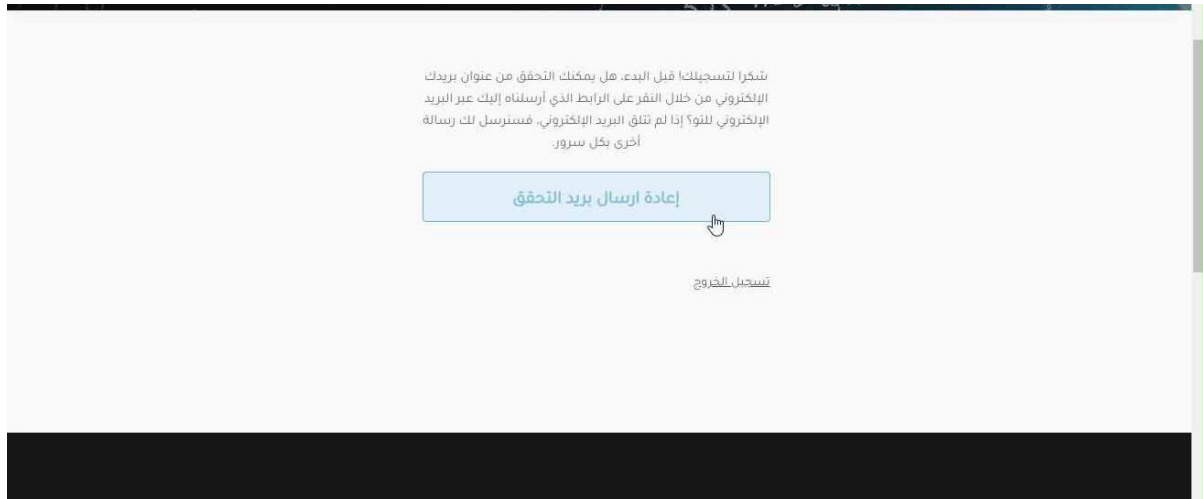 شكرا لتسجيلك! قبل البدء، هل يمكنك التحقق من عنوان بريدك
الإلكتروني من خلال النقر على الرابط الذي أرسلناه إليك عبر البريد
الإلكتروني للتو؟ إذا لم تتلق البريد الإلكتروني، فسنرسل لك رسالة
أخرى بكل سرور.
إعادة ارسال بريد التحقق
تسجيل الخروج